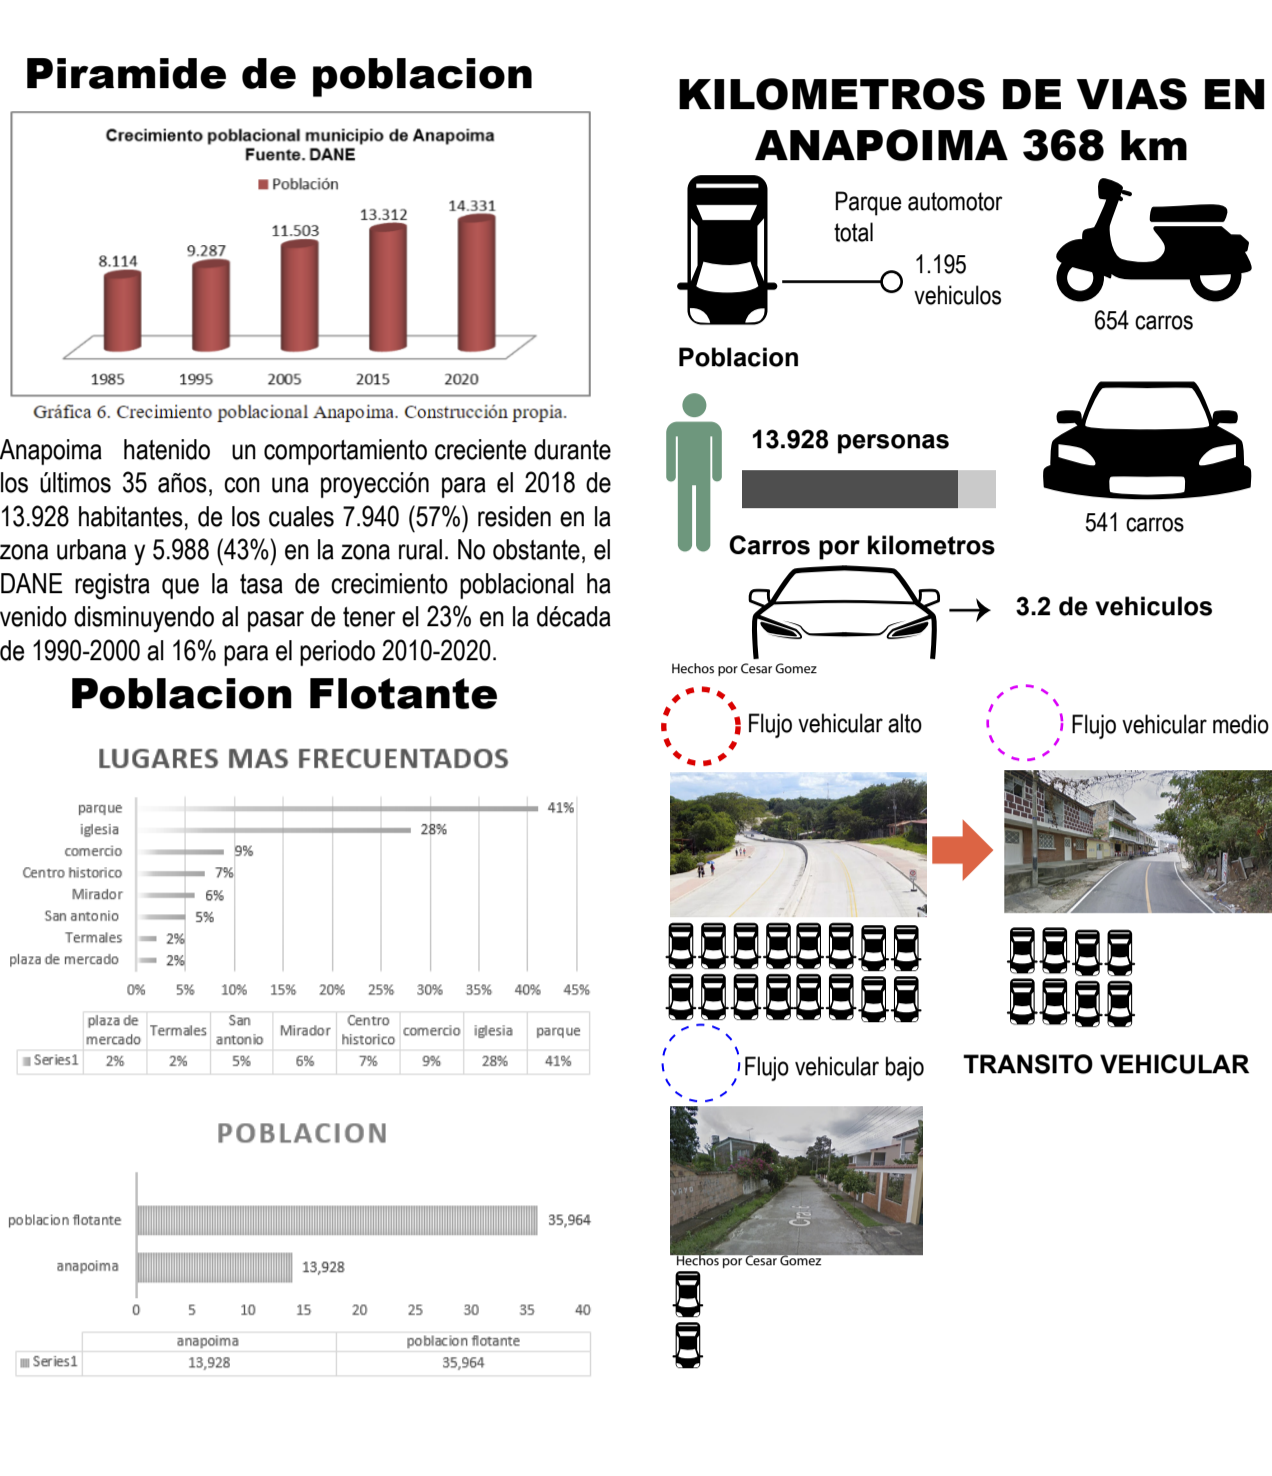 Piramide de poblacion
Crecimiento poblacional municipio de Anapoima
Fuente. DANE
Población
8.114
9.287
11.503
13.312
14.331
1985
1995
2005
2015
2020
Gráfica 6. Crecimiento poblacional Anapoima. Construcción propia.
Anapoima hatenido un comportamiento creciente durante
los últimos 35 años, con una proyección para el 2018 de
13.928 habitantes, de los cuales 7.940 (57%) residen en la
zona urbana y 5.988 (43%) en la zona rural. No obstante, el
DANE registra que la tasa de crecimiento poblacional ha
venido disminuyendo al pasar de tener el 23% en la década
de 1990-2000 al 16% para el periodo 2010-2020.
Poblacion Flotante
LUGARES MAS FRECUENTADOS
parque 41%
iglesia 28%
comercio 9%
Centro historico 7%
Mirador 6%
San antonio 5%
Termales 2%
plaza de mercado 2%
0% 5% 10% 15% 20% 25% 30% 35% 40% 45%
plaza de mercado Termales San antonio Mirador Centro historico comercio iglesia parque
Series1 2% 2% 5% 6% 7% 9% 28% 41%
POBLACION
poblacion flotante 35,964
anapoima 13,928
0 5 10 15 20 25 30 35 40
anapoima poblacion flotante
Series1 13,928 35,964
KILOMETROS DE VIAS EN
ANAPOIMA 368 km
Parque automotor
total
1.195
vehiculos
654 carros
Poblacion
13.928 personas
541 carros
Carros por kilometros
3.2 de vehiculos
Hechos por Cesar Gomez
Flujo vehicular alto
Flujo vehicular medio
Flujo vehicular bajo
TRANSITO VEHICULAR
Hechos por Cesar Gomez